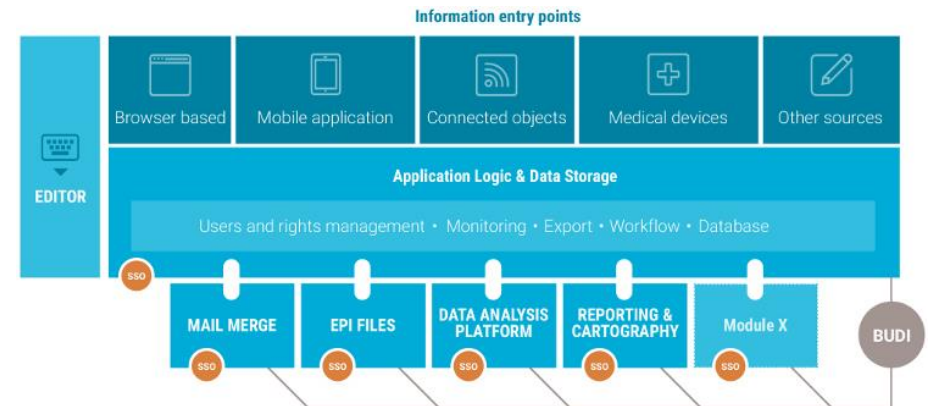 Information entry points
Browser based
Mobile application
Connected objects
Medical devices
Other sources
EDITOR
Application Logic & Data Storage
Users and rights management • Monitoring • Export • Workflow • Database
SSO
MAIL MERGE
EPI FILES
DATA ANALYSIS
PLATFORM
REPORTING &
CARTOGRAPHY
Module X
BUDI
SSO
SSO
SSO
SSO
SSO